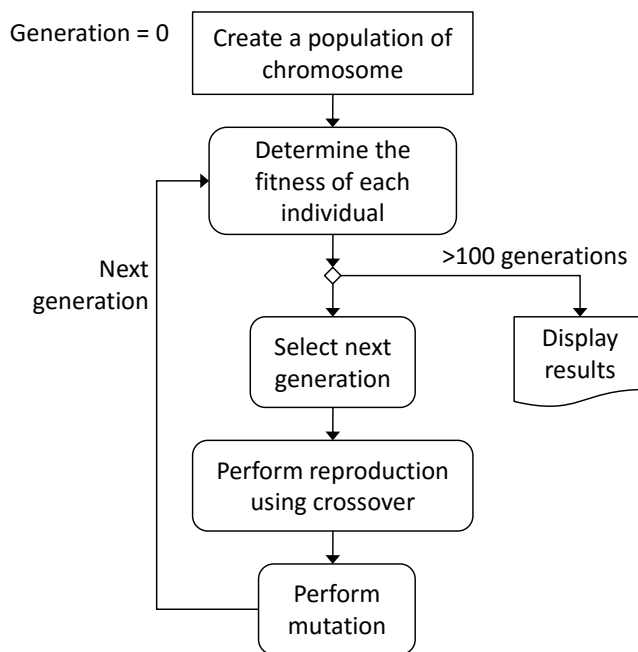 Generation = 0
Create a population of
chromosome
Determine the
fitness of each
individual
>100 generations
Next
generation
Select next
generation
Display
results
Perform reproduction
using crossover
Perform
mutation